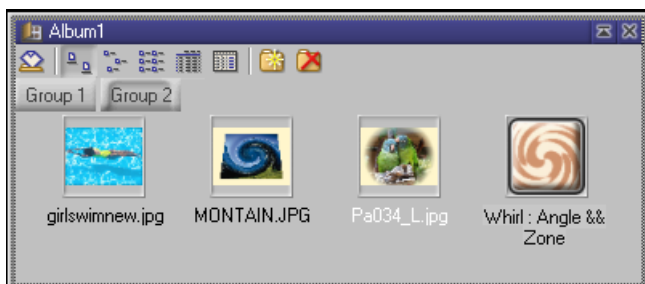 Album1
Group 1 Group 2
girlswimnew.jpg MONTAIN.JPG Pa034_L.jpg Whirl : Angle && Zone